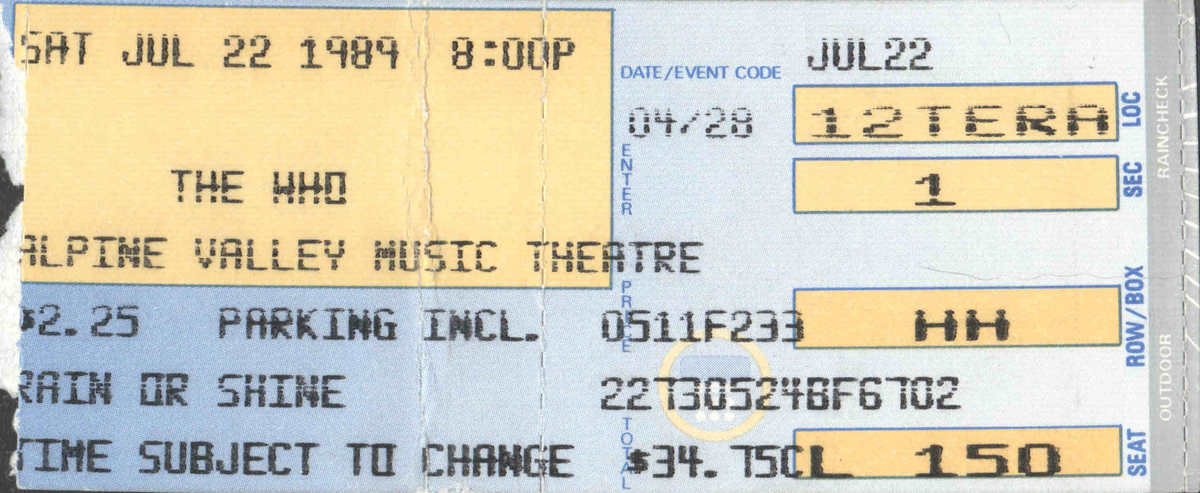 SAT JUL 22 1989 8:00P
THE WHO
ALPINE VALLEY MUSIC THEATRE
$2.25 PARKING INCL.
RAIN OR SHINE
TIME SUBJECT TO CHANGE
DATE/EVENT CODE JUL22
04/28 12TERA LOC
ENTER 1 SEC
PRICE
0511F233 HH ROW/BOX
22730524BF6702
TOTAL $34.75CL 150 SEAT
RAINCHECK
OUTDOOR